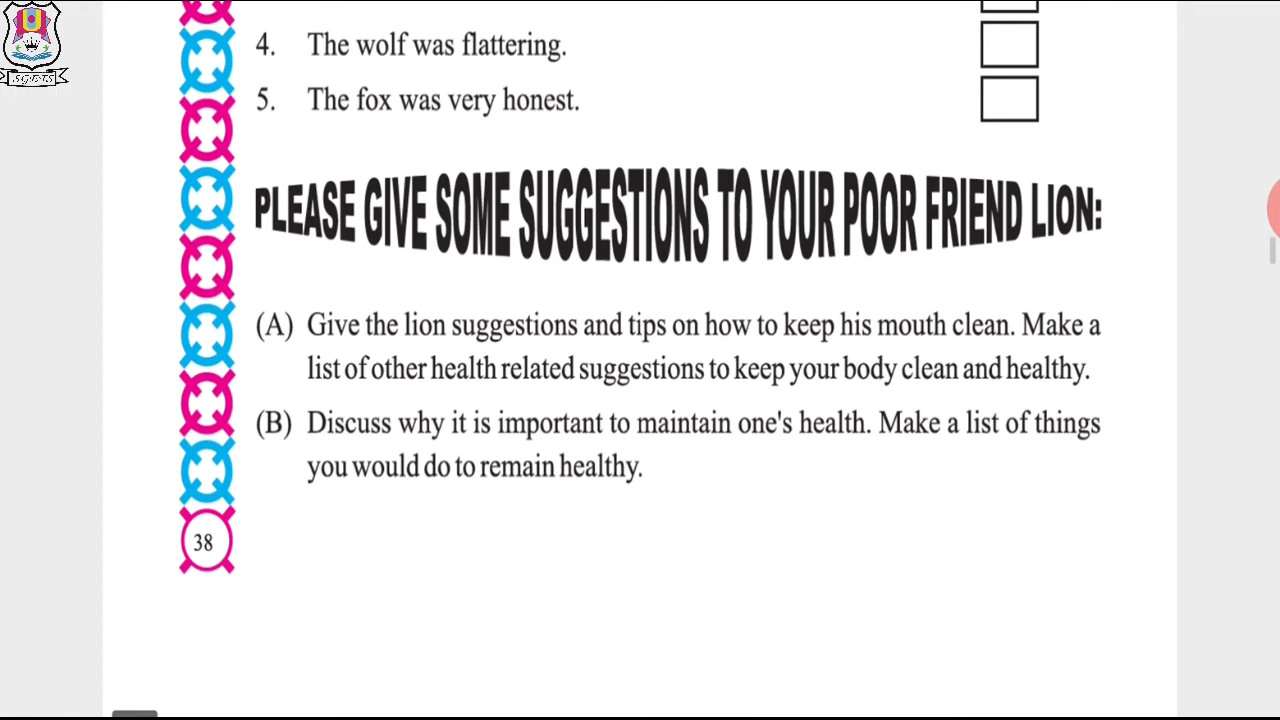 4. The wolf was flattering.
5. The fox was very honest.
PLEASE GIVE SOME SUGGESTIONS TO YOUR POOR FRIEND LION:
(A) Give the lion suggestions and tips on how to keep his mouth clean. Make a
list of other health related suggestions to keep your body clean and healthy.
(B) Discuss why it is important to maintain one's health. Make a list of things
you would do to remain healthy.
38